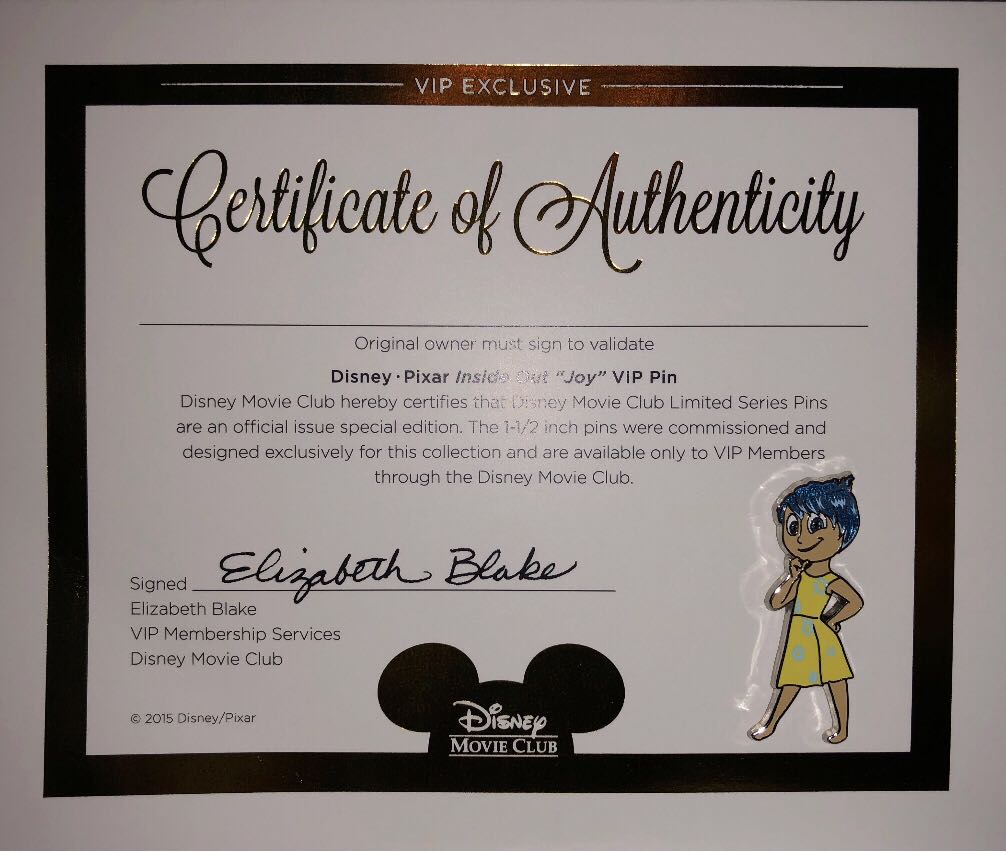 VIP EXCLUSIVE
Certificate of Authenticity
Original owner must sign to validate
Disney · Pixar Inside Out "Joy" VIP Pin
Disney Movie Club hereby certifies that Disney Movie Club Limited Series Pins
are an official issue special edition. The 1-1/2 inch pins were commissioned and
designed exclusively for this collection and are available only to VIP Members
through the Disney Movie Club.
Signed Elizabeth Blake
Elizabeth Blake
VIP Membership Services
Disney Movie Club
© 2015 Disney/Pixar
Disney
MOVIE CLUB